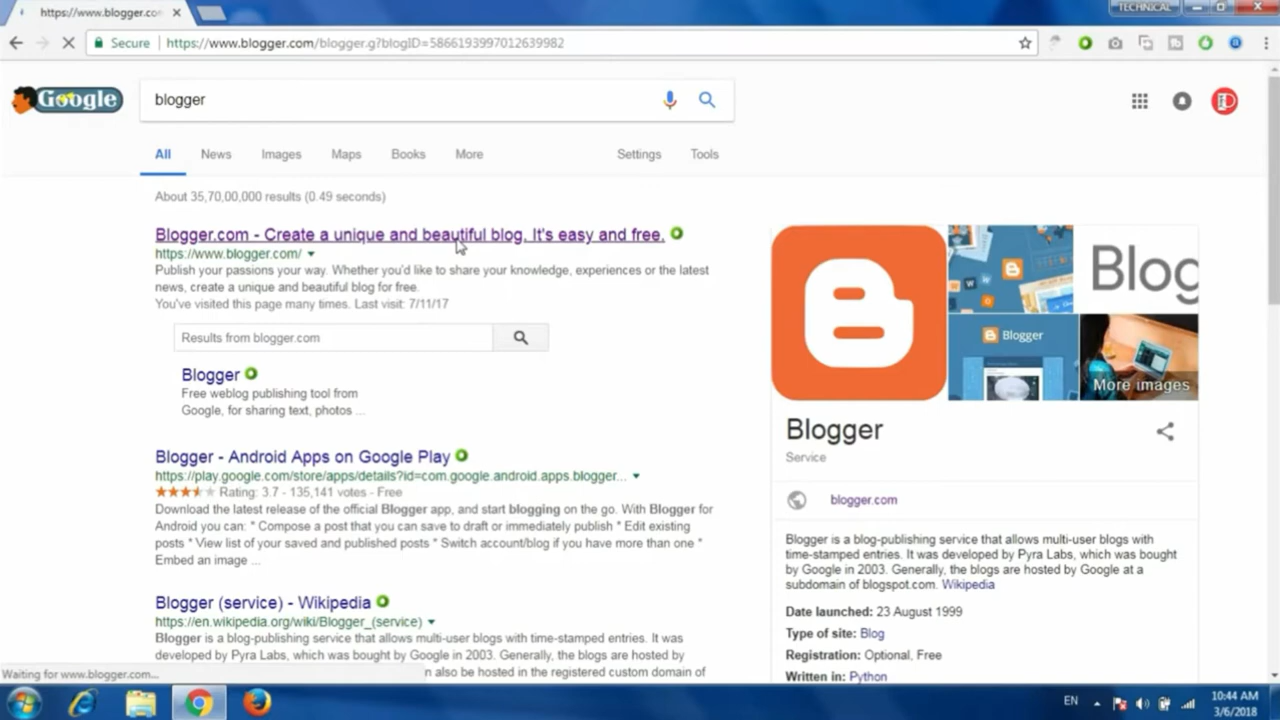 https://www.blogger.co
TECHNICAL
Secure https://www.blogger.com/blogger.g?blogID=5866193997012639982
Google
blogger
All News Images Maps Books More Settings Tools
About 35,70,00,000 results (0.49 seconds)
Blogger.com - Create a unique and beautiful blog. It's easy and free.
https://www.blogger.com/
Publish your passions your way. Whether you'd like to share your knowledge, experiences or the latest
news, create a unique and beautiful blog for free.
You've visited this page many times. Last visit: 7/11/17
Results from blogger.com
Blogger
Free weblog publishing tool from
Google, for sharing text, photos ...
Blogger - Android Apps on Google Play
https://play.google.com/store/apps/details?id=com.google.android.apps.blogger...
Rating: 3.7 - 135,141 votes - Free
Download the latest release of the official Blogger app, and start blogging on the go. With Blogger for
Android you can: * Compose a post that you can save to draft or immediately publish * Edit existing
posts * View list of your saved and published posts * Switch account/blog if you have more than one *
Embed an image ...
Blogger (service) - Wikipedia
https://en.wikipedia.org/wiki/Blogger_(service)
Blogger is a blog-publishing service that allows multi-user blogs with time-stamped entries. It was
developed by Pyra Labs, which was bought by Google in 2003. Generally, the blogs are hosted by
n also be hosted in the registered custom domain of
Blog
Blogger
More images
Blogger
Service
blogger.com
Blogger is a blog-publishing service that allows multi-user blogs with
time-stamped entries. It was developed by Pyra Labs, which was bought
by Google in 2003. Generally, the blogs are hosted by Google at a
subdomain of blogspot.com. Wikipedia
Date launched: 23 August 1999
Type of site: Blog
Registration: Optional, Free
Written in: Python
Waiting for www.blogger.com...
EN
10:44 AM
3/6/2018